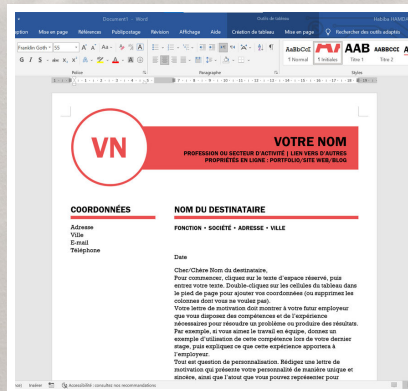 Document1 - Word
Outils de tableau
Habiba HAMDA
ption Mise en page Références Publipostage Révision Affichage Aide Création de tableau Mise en page Rechercher des outils adaptés
Franklin Goth 55
G I S
AaBbCcI AAB AABBCCI
¶ Normal ¶ Initiales Titre 1 Titre 2
Police Paragraphe Styles
VN
VOTRE NOM
PROFESSION OU SECTEUR D'ACTIVITÉ | LIEN VERS D'AUTRES
PROPRIÉTÉS EN LIGNE : PORTFOLIO/SITE WEB/BLOG
COORDONNÉES
Adresse
Ville
E-mail
Téléphone
NOM DU DESTINATAIRE
FONCTION • SOCIÉTÉ • ADRESSE • VILLE
Date
Cher/Chère Nom du destinataire,
Pour commencer, cliquez sur le texte d'espace réservé, puis
entrez votre texte. Double-cliquez sur les cellules du tableau dans
le pied de page pour ajouter vos coordonnées (ou supprimez les
colonnes dont vous ne voulez pas).
Votre lettre de motivation doit montrer à votre futur employeur
que vous disposez des compétences et de l'expérience
nécessaires pour résoudre un problème ou produire des résultats.
Par exemple, si vous aimez le travail en équipe, donnez un
exemple d'utilisation de cette compétence lors de votre dernier
stage, puis expliquez ce que cette expérience apportera à
l'employeur.
Tout est question de personnalisation. Rédigez une lettre de
motivation qui présente votre personnalité de manière unique et
sincère, ainsi que l'atout que vous pouvez représenter pour
Insérer Accessibilité : consultez nos recommandations